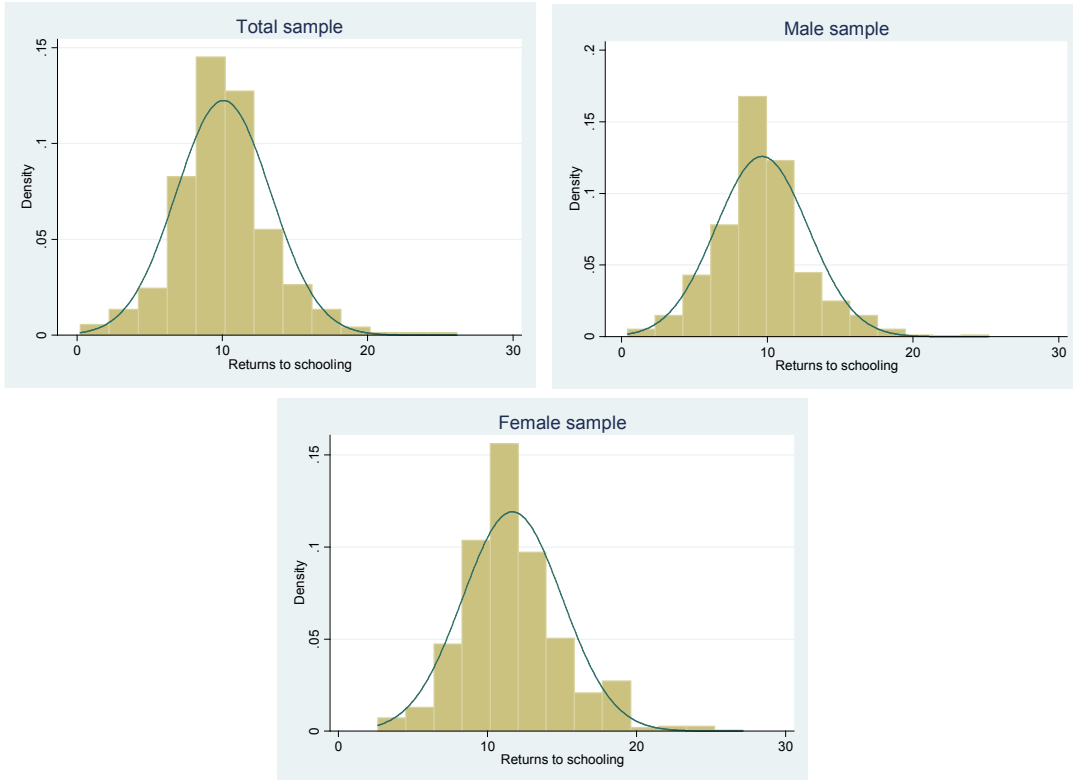 Total sample
.15
.1
.05
0
Density
0 10 20 30
Returns to schooling
Male sample
.2
.15
.1
.05
0
Density
0 10 20 30
Returns to schooling
Female sample
.15
.1
.05
0
Density
0 10 20 30
Returns to schooling